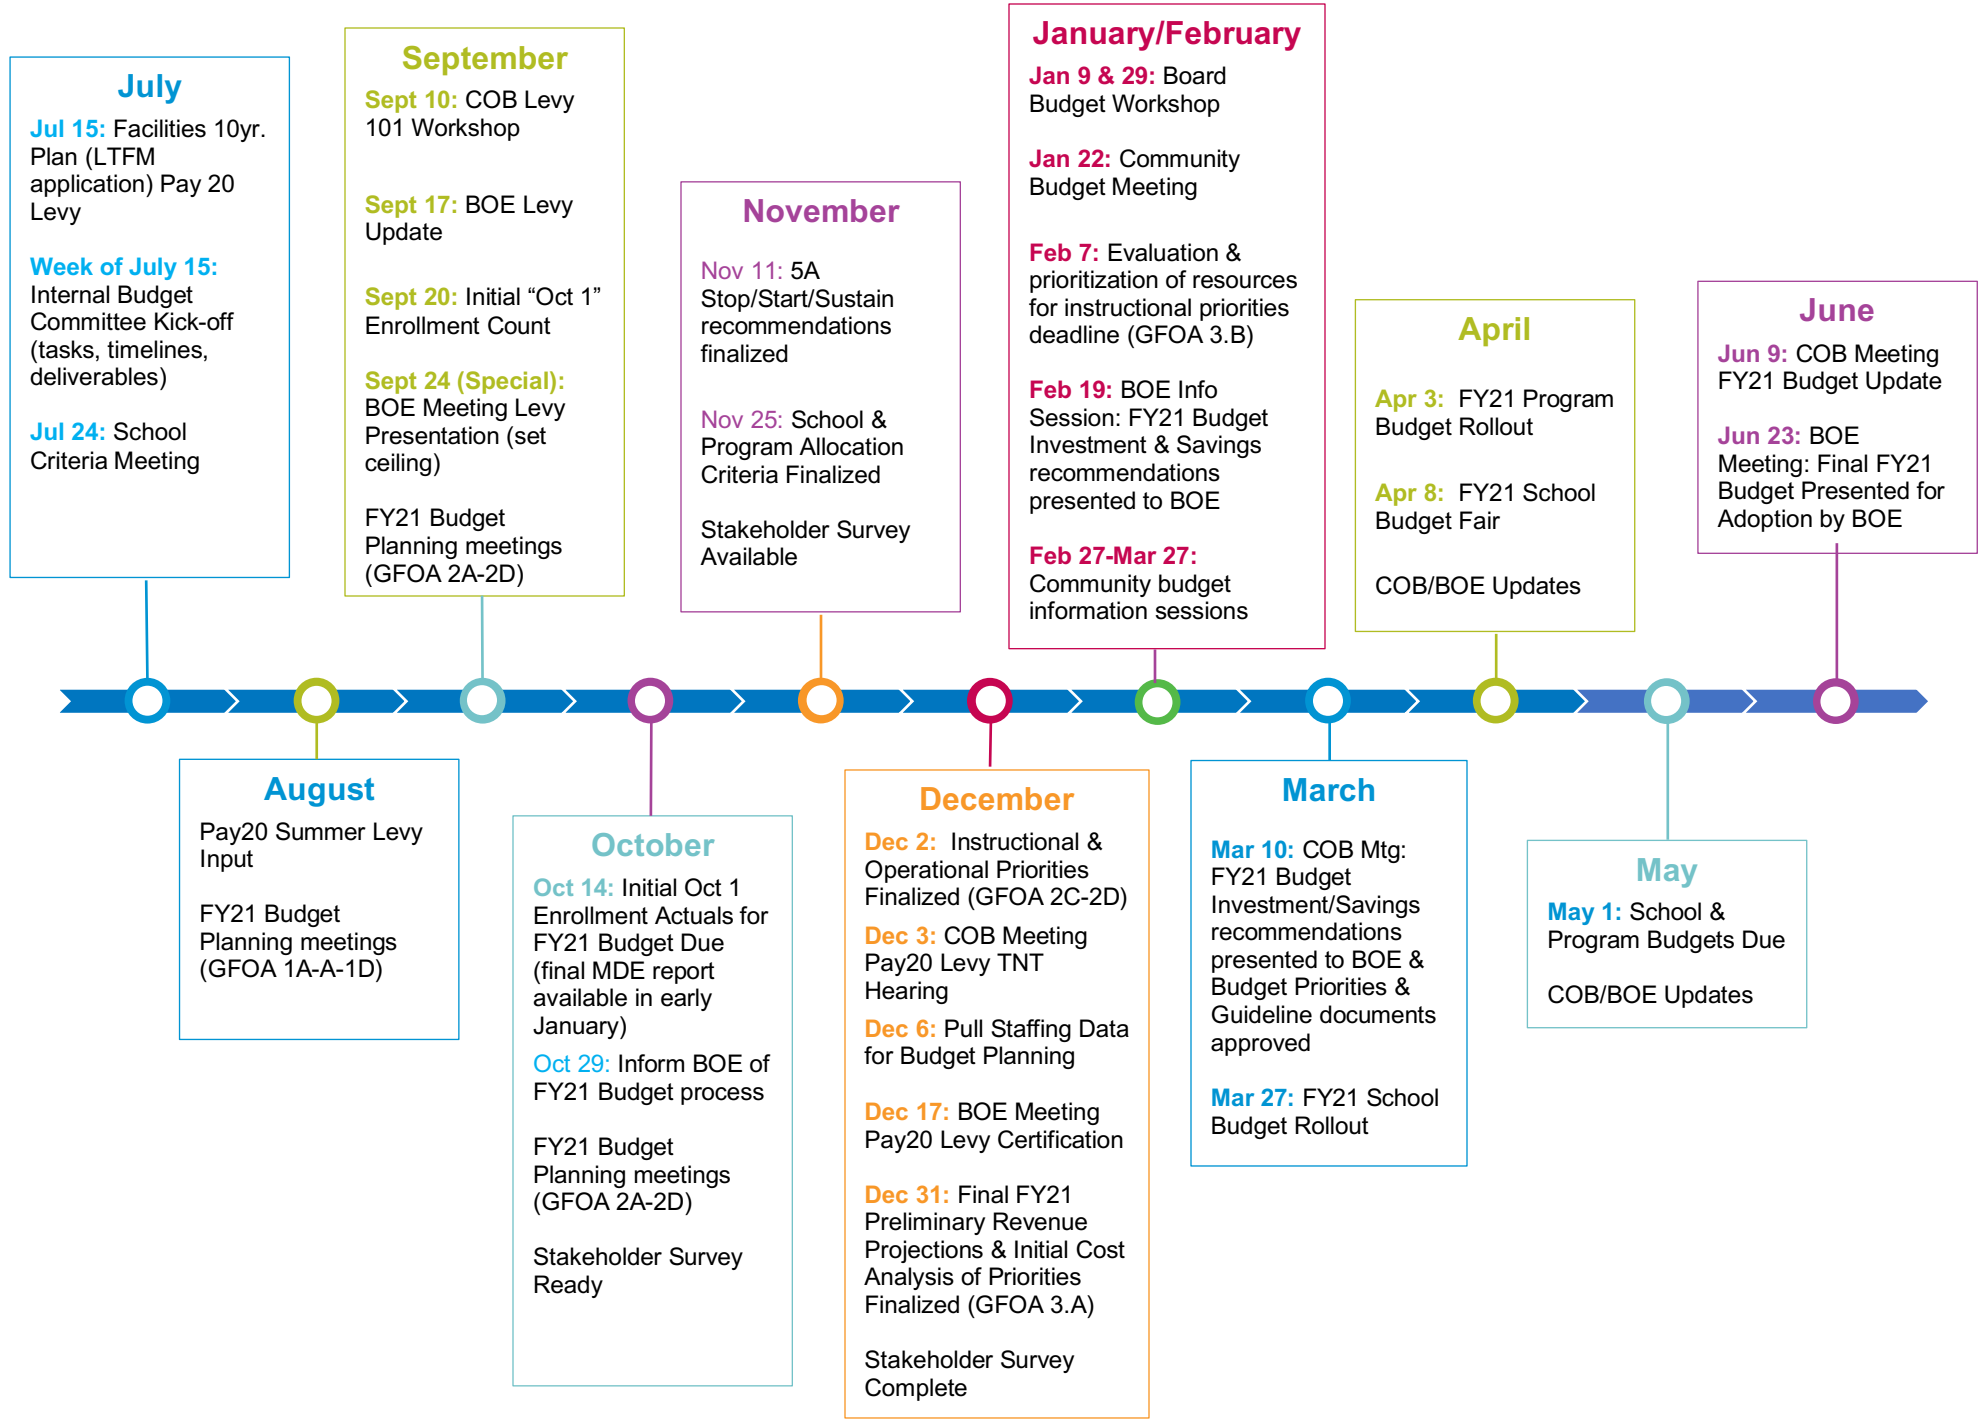 July
Jul 15: Facilities 10yr.
Plan (LTFM
application) Pay 20
Levy
Week of July 15:
Internal Budget
Committee Kick-off
(tasks, timelines,
deliverables)
Jul 24: School
Criteria Meeting
August
Pay20 Summer Levy
Input
FY21 Budget
Planning meetings
(GFOA 1A-A-1D)
September
Sept 10: COB Levy
101 Workshop
Sept 17: BOE Levy
Update
Sept 20: Initial “Oct 1”
Enrollment Count
Sept 24 (Special):
BOE Meeting Levy
Presentation (set
ceiling)
FY21 Budget
Planning meetings
(GFOA 2A-2D)
October
Oct 14: Initial Oct 1
Enrollment Actuals for
FY21 Budget Due
(final MDE report
available in early
January)
Oct 29: Inform BOE of
FY21 Budget process
FY21 Budget
Planning meetings
(GFOA 2A-2D)
Stakeholder Survey
Ready
November
Nov 11: 5A
Stop/Start/Sustain
recommendations
finalized
Nov 25: School &
Program Allocation
Criteria Finalized
Stakeholder Survey
Available
December
Dec 2: Instructional &
Operational Priorities
Finalized (GFOA 2C-2D)
Dec 3: COB Meeting
Pay20 Levy TNT
Hearing
Dec 6: Pull Staffing Data
for Budget Planning
Dec 17: BOE Meeting
Pay20 Levy Certification
Dec 31: Final FY21
Preliminary Revenue
Projections & Initial Cost
Analysis of Priorities
Finalized (GFOA 3.A)
Stakeholder Survey
Complete
January/February
Jan 9 & 29: Board
Budget Workshop
Jan 22: Community
Budget Meeting
Feb 7: Evaluation &
prioritization of resources
for instructional priorities
deadline (GFOA 3.B)
Feb 19: BOE Info
Session: FY21 Budget
Investment & Savings
recommendations
presented to BOE
Feb 27-Mar 27:
Community budget
information sessions
March
Mar 10: COB Mtg:
FY21 Budget
Investment/Savings
recommendations
presented to BOE &
Budget Priorities &
Guideline documents
approved
Mar 27: FY21 School
Budget Rollout
April
Apr 3: FY21 Program
Budget Rollout
Apr 8: FY21 School
Budget Fair
COB/BOE Updates
May
May 1: School &
Program Budgets Due
COB/BOE Updates
June
Jun 9: COB Meeting
FY21 Budget Update
Jun 23: BOE
Meeting: Final FY21
Budget Presented for
Adoption by BOE